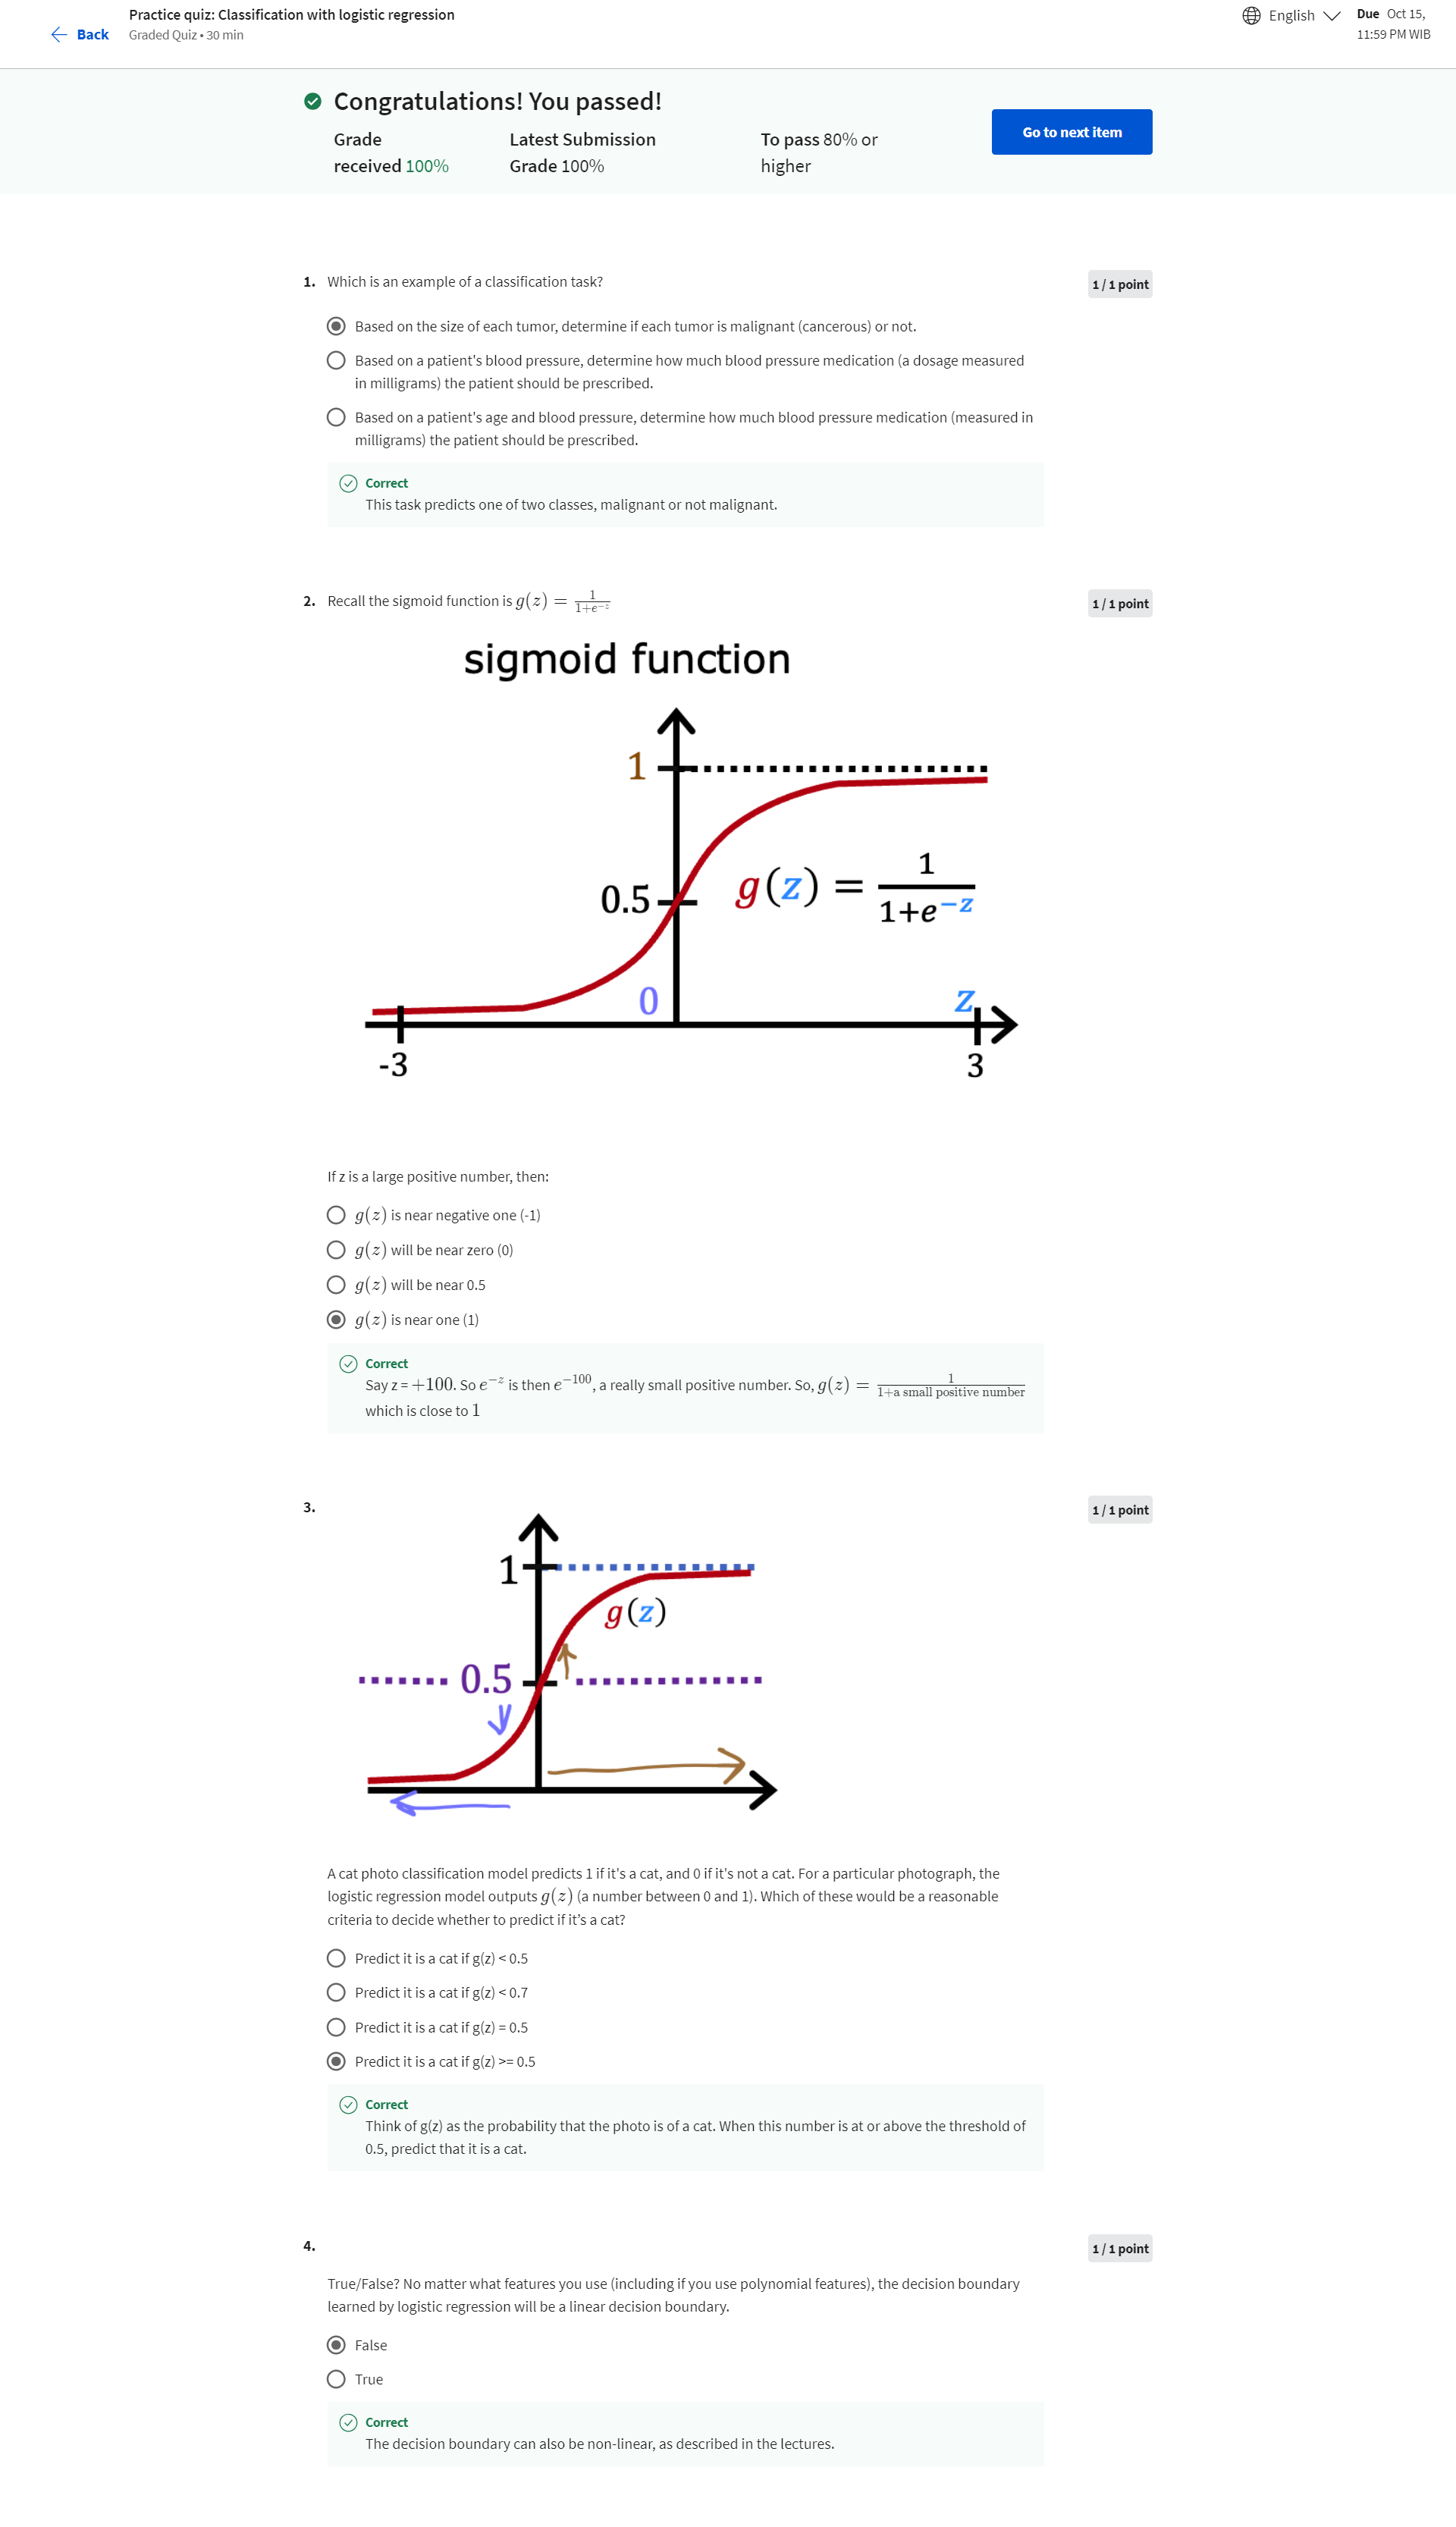 Practice quiz: Classification with logistic regression
Back
Graded Quiz • 30 min
English
Due Oct 15,
11:59 PM WIB
Congratulations! You passed!
Grade
received 100%
Latest Submission
Grade 100%
To pass 80% or
higher
Go to next item
1. Which is an example of a classification task?
1 / 1 point
Based on the size of each tumor, determine if each tumor is malignant (cancerous) or not.
Based on a patient's blood pressure, determine how much blood pressure medication (a dosage measured
in milligrams) the patient should be prescribed.
Based on a patient's age and blood pressure, determine how much blood pressure medication (measured in
milligrams) the patient should be prescribed.
Correct
This task predicts one of two classes, malignant or not malignant.
2. Recall the sigmoid function is g(z) = 1/(1+e^{-z})
1 / 1 point
sigmoid function
1
0.5
g(z) = 1/(1+e^{-z})
0
z
-3
3
If z is a large positive number, then:
g(z) is near negative one (-1)
g(z) will be near zero (0)
g(z) will be near 0.5
g(z) is near one (1)
Correct
Say z = +100. So e^{-z} is then e^{-100}, a really small positive number. So, g(z) = 1/(1+a small positive number)
which is close to 1
3.
1 / 1 point
1
g(z)
0.5
A cat photo classification model predicts 1 if it's a cat, and 0 if it's not a cat. For a particular photograph, the
logistic regression model outputs g(z) (a number between 0 and 1). Which of these would be a reasonable
criteria to decide whether to predict if it’s a cat?
Predict it is a cat if g(z) < 0.5
Predict it is a cat if g(z) < 0.7
Predict it is a cat if g(z) = 0.5
Predict it is a cat if g(z) >= 0.5
Correct
Think of g(z) as the probability that the photo is of a cat. When this number is at or above the threshold of
0.5, predict that it is a cat.
4.
1 / 1 point
True/False? No matter what features you use (including if you use polynomial features), the decision boundary
learned by logistic regression will be a linear decision boundary.
False
True
Correct
The decision boundary can also be non-linear, as described in the lectures.